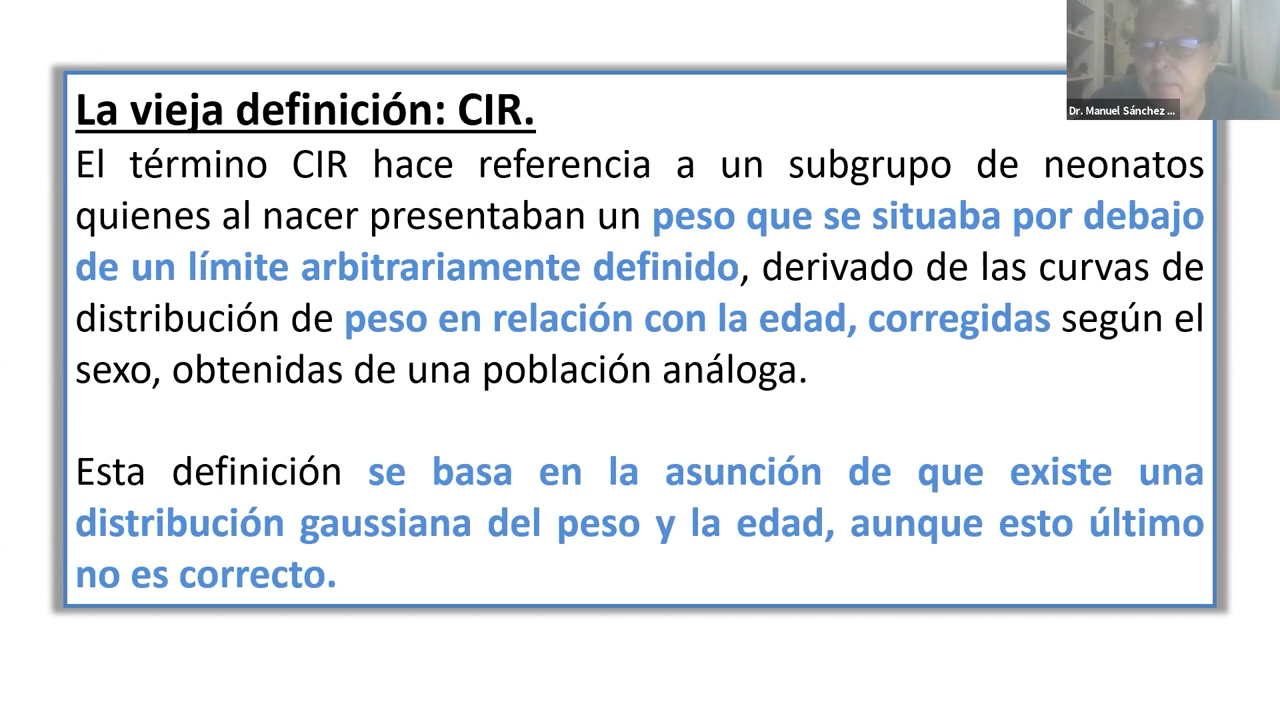 Dr. Manuel Sánchez ...
La vieja definición: CIR.
El término CIR hace referencia a un subgrupo de neonatos
quienes al nacer presentaban un peso que se situaba por debajo
de un límite arbitrariamente definido, derivado de las curvas de
distribución de peso en relación con la edad, corregidas según el
sexo, obtenidas de una población análoga.
Esta definición se basa en la asunción de que existe una
distribución gaussiana del peso y la edad, aunque esto último
no es correcto.